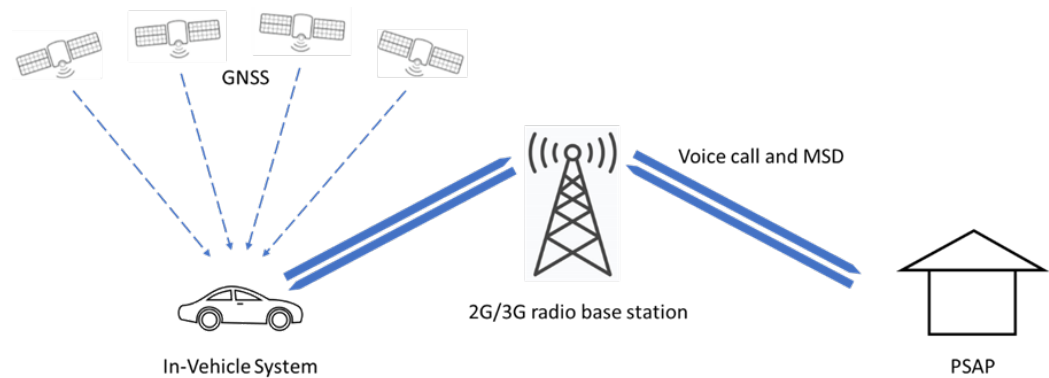 GNSS
Voice call and MSD
2G/3G radio base station
In-Vehicle System
PSAP